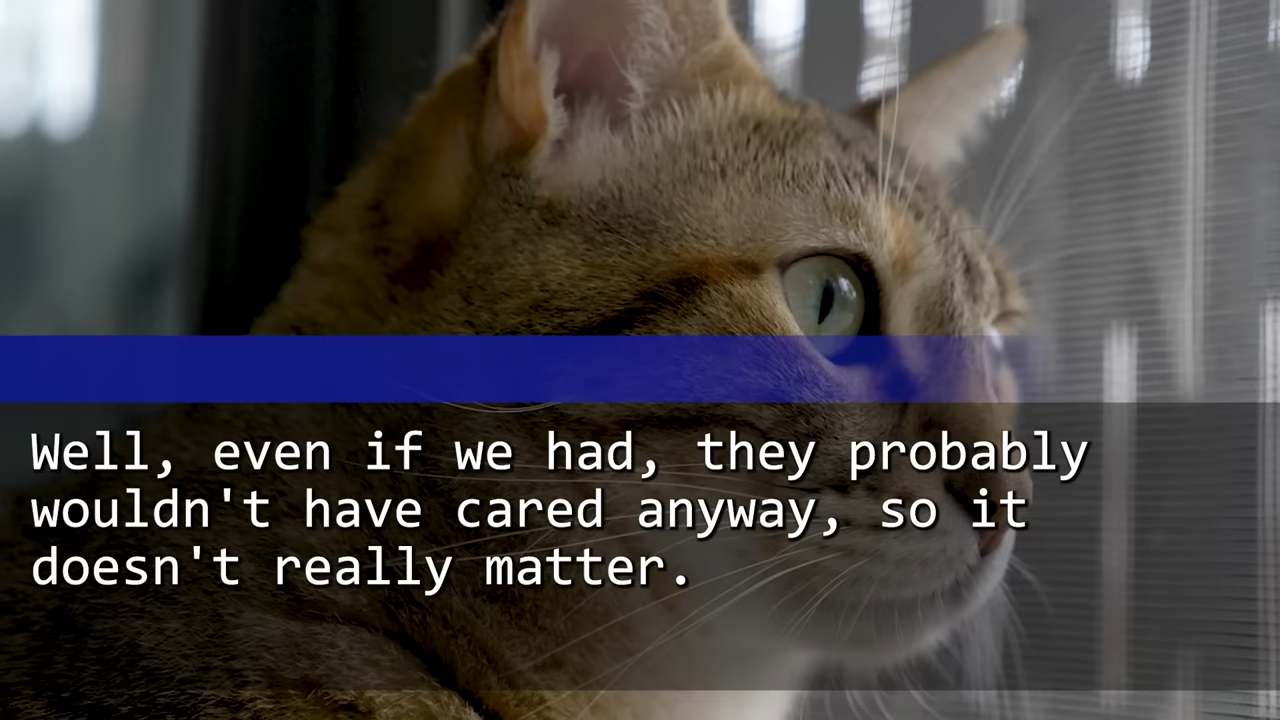 Well, even if we had, they probably
wouldn't have cared anyway, so it
doesn't really matter.